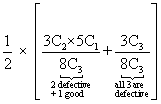 1/2 × [ 3C₂×5C₁ / 8C₃ + 3C₃ / 8C₃ ]
2 defective + 1 good
all 3 are defective